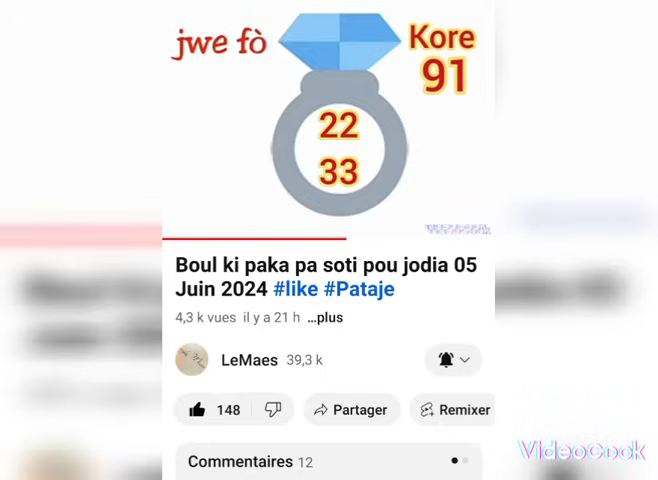 jwe fò
Kore
91
22
33
Boul ki paka pa soti pou jodia 05
Juin 2024 #like #Pataje
4,3 k vues il y a 21 h ...plus
LeMaes 39,3 k
148 Partager Remixer
Commentaires 12
VideoCook